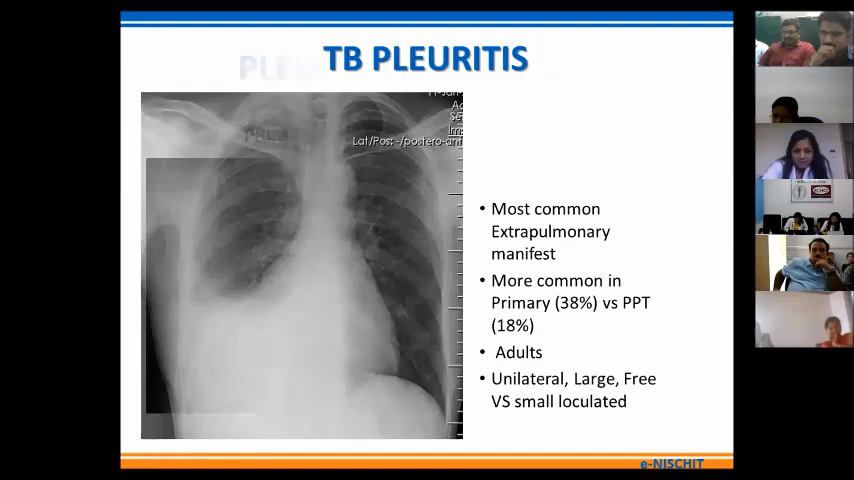 TB PLEURITIS
Lat/Pos: -/postero-ant
• Most common
Extrapulmonary
manifest
• More common in
Primary (38%) vs PPT
(18%)
• Adults
• Unilateral, Large, Free
VS small loculated
e-NISCHIT